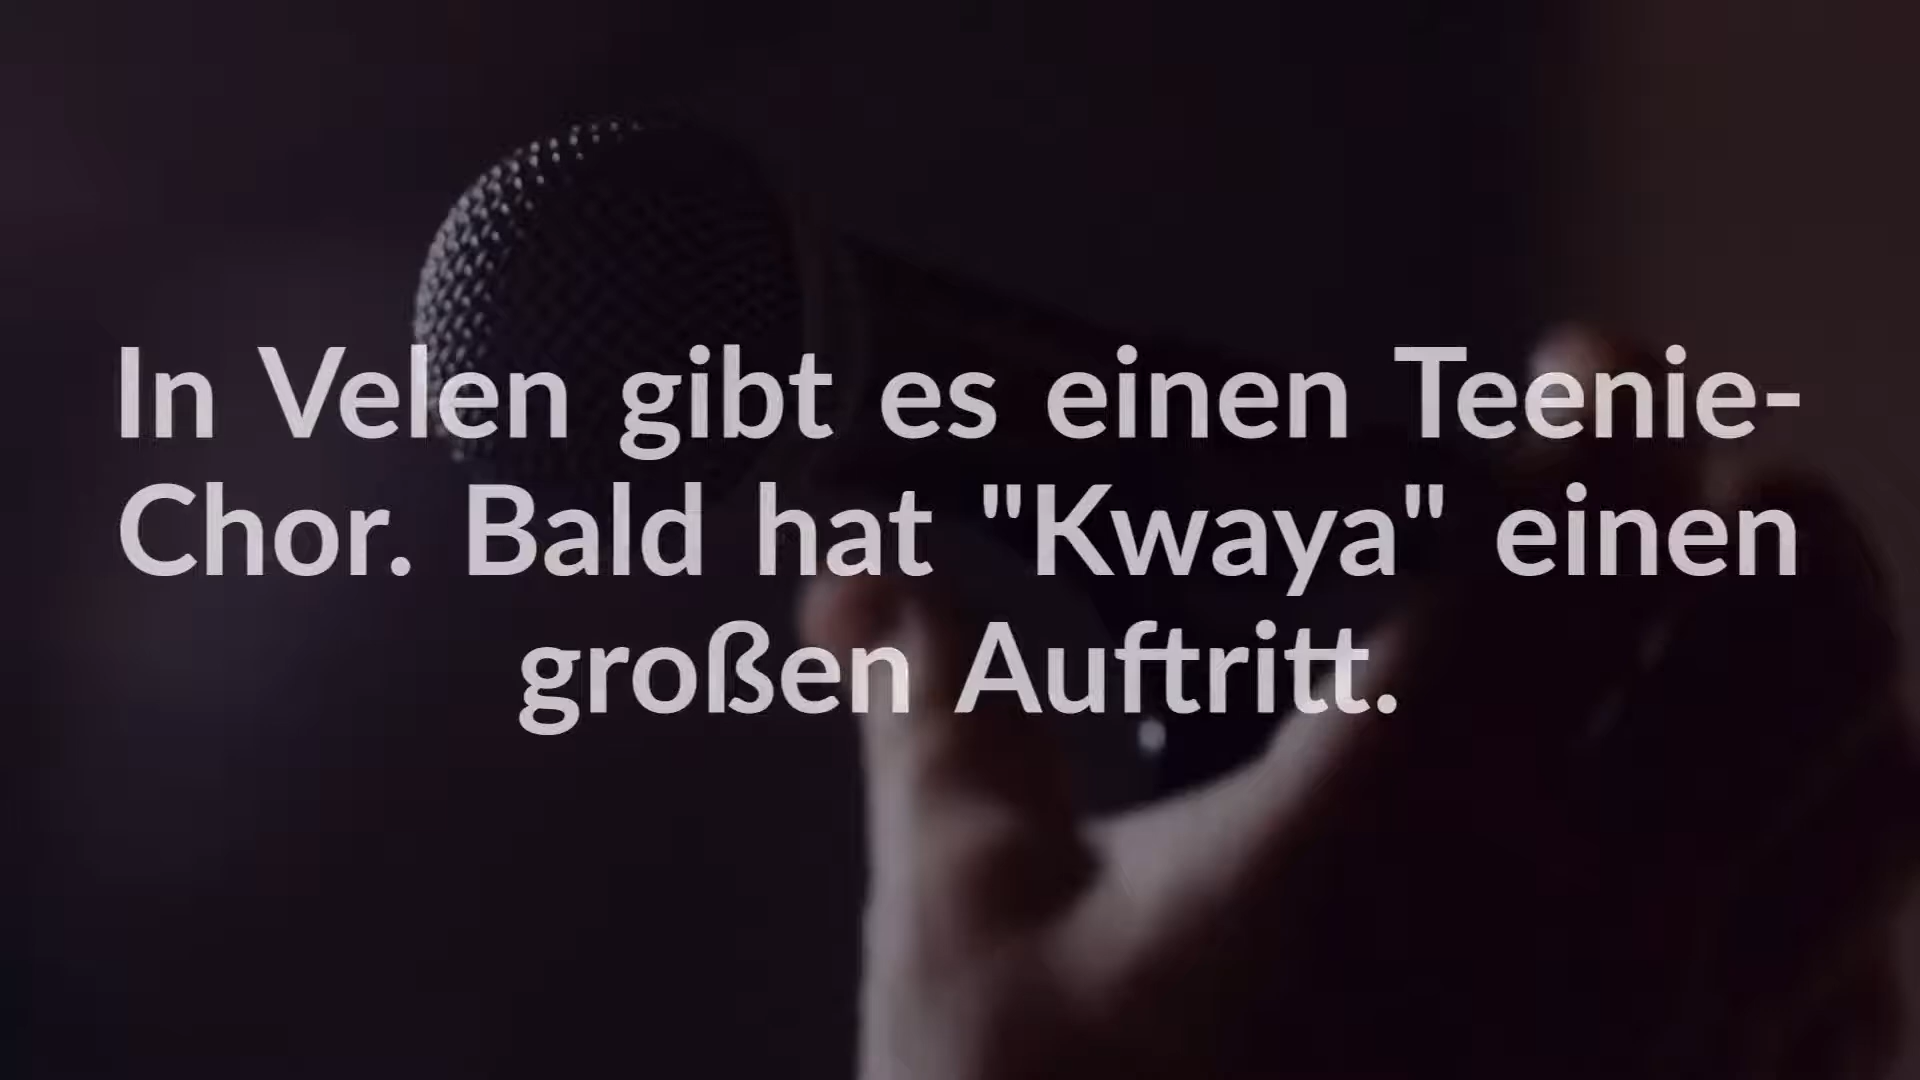 In Velen gibt es einen Teenie-
Chor. Bald hat "Kwaya" einen
großen Auftritt.